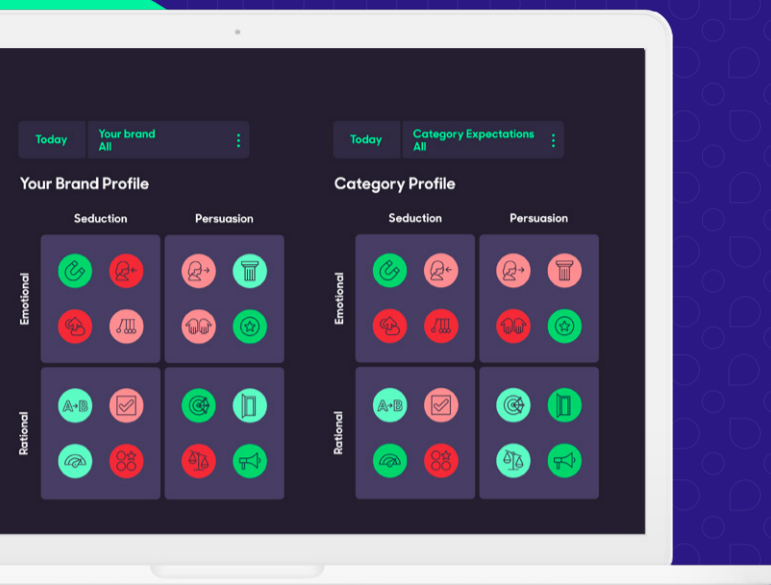 Today
Your brand
All
Your Brand Profile
Seduction
Persuasion
Emotional
Rational
A B
Today
Category Expectations
All
Category Profile
Seduction
Persuasion
Emotional
Rational
A B